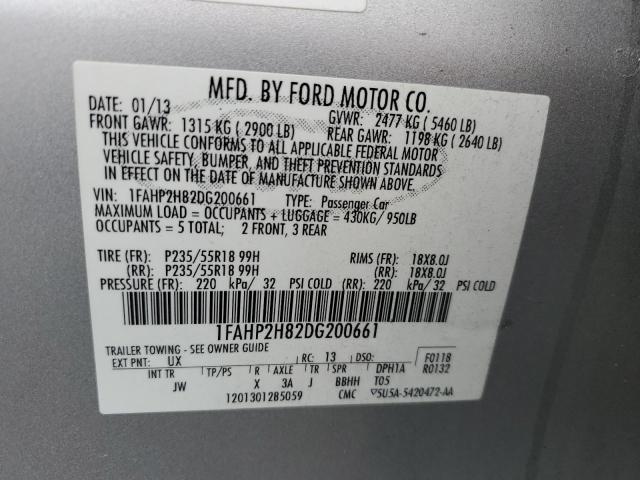 MFD. BY FORD MOTOR CO.
DATE: 01/13 GVWR: 2477 KG ( 5460 LB)
FRONT GAWR: 1315 KG ( 2900 LB) REAR GAWR: 1198 KG ( 2640 LB)
THIS VEHICLE CONFORMS TO ALL APPLICABLE FEDERAL MOTOR
VEHICLE SAFETY, BUMPER, AND THEFT PREVENTION STANDARDS
IN EFFECT ON THE DATE OF MANUFACTURE SHOWN ABOVE.
VIN: 1FAHP2H82DG200661 TYPE: Passenger Car
MAXIMUM LOAD = OCCUPANTS + LUGGAGE = 430KG/ 950LB
OCCUPANTS = 5 TOTAL; 2 FRONT, 3 REAR
TIRE (FR): P235/55R18 99H RIMS (FR): 18X8.0J
(RR): P235/55R18 99H (RR): 18X8.0J
PRESSURE (FR): 220 kPa/ 32 PSI COLD (RR): 220 kPa/ 32 PSI COLD
1FAHP2H82DG200661
TRAILER TOWING - SEE OWNER GUIDE
EXT PNT: UX RC: 13 DSO: F0118
R0132
INT TR TP/PS R AXLE TR SPR DPH1A
JW X 3A J BBHH T05
1201301285059 CMC ▽5U5A-5420472-AA